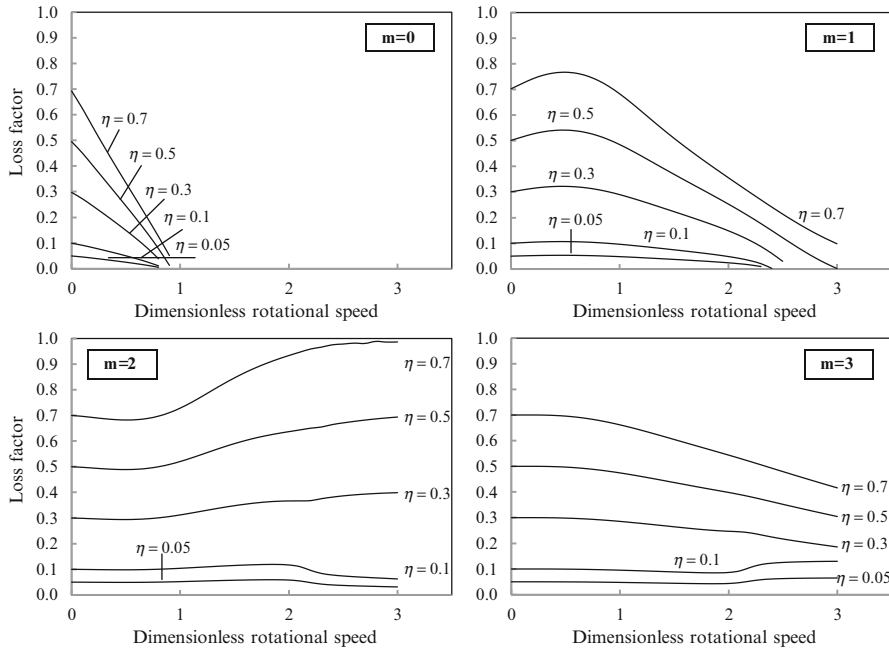 1.0
m=0
0.9
0.8
0.7
0.6
0.5
0.4
0.3
0.2
0.1
0.0
Loss factor
η = 0.7
η = 0.5
η = 0.3
η = 0.1
η = 0.05
0 1 2 3
Dimensionless rotational speed
1.0
m=1
0.9
0.8
0.7
0.6
0.5
0.4
0.3
0.2
0.1
0.0
η = 0.5
η = 0.3
η = 0.05
η = 0.1
η = 0.7
0 1 2 3
Dimensionless rotational speed
1.0
m=2
0.9
0.8
0.7
0.6
0.5
0.4
0.3
0.2
0.1
0.0
Loss factor
η = 0.7
η = 0.5
η = 0.3
η = 0.05
η = 0.1
0 1 2 3
Dimensionless rotational speed
1.0
m=3
0.9
0.8
0.7
0.6
0.5
0.4
0.3
0.2
0.1
0.0
η = 0.7
η = 0.5
η = 0.3
η = 0.1
η = 0.05
0 1 2 3
Dimensionless rotational speed